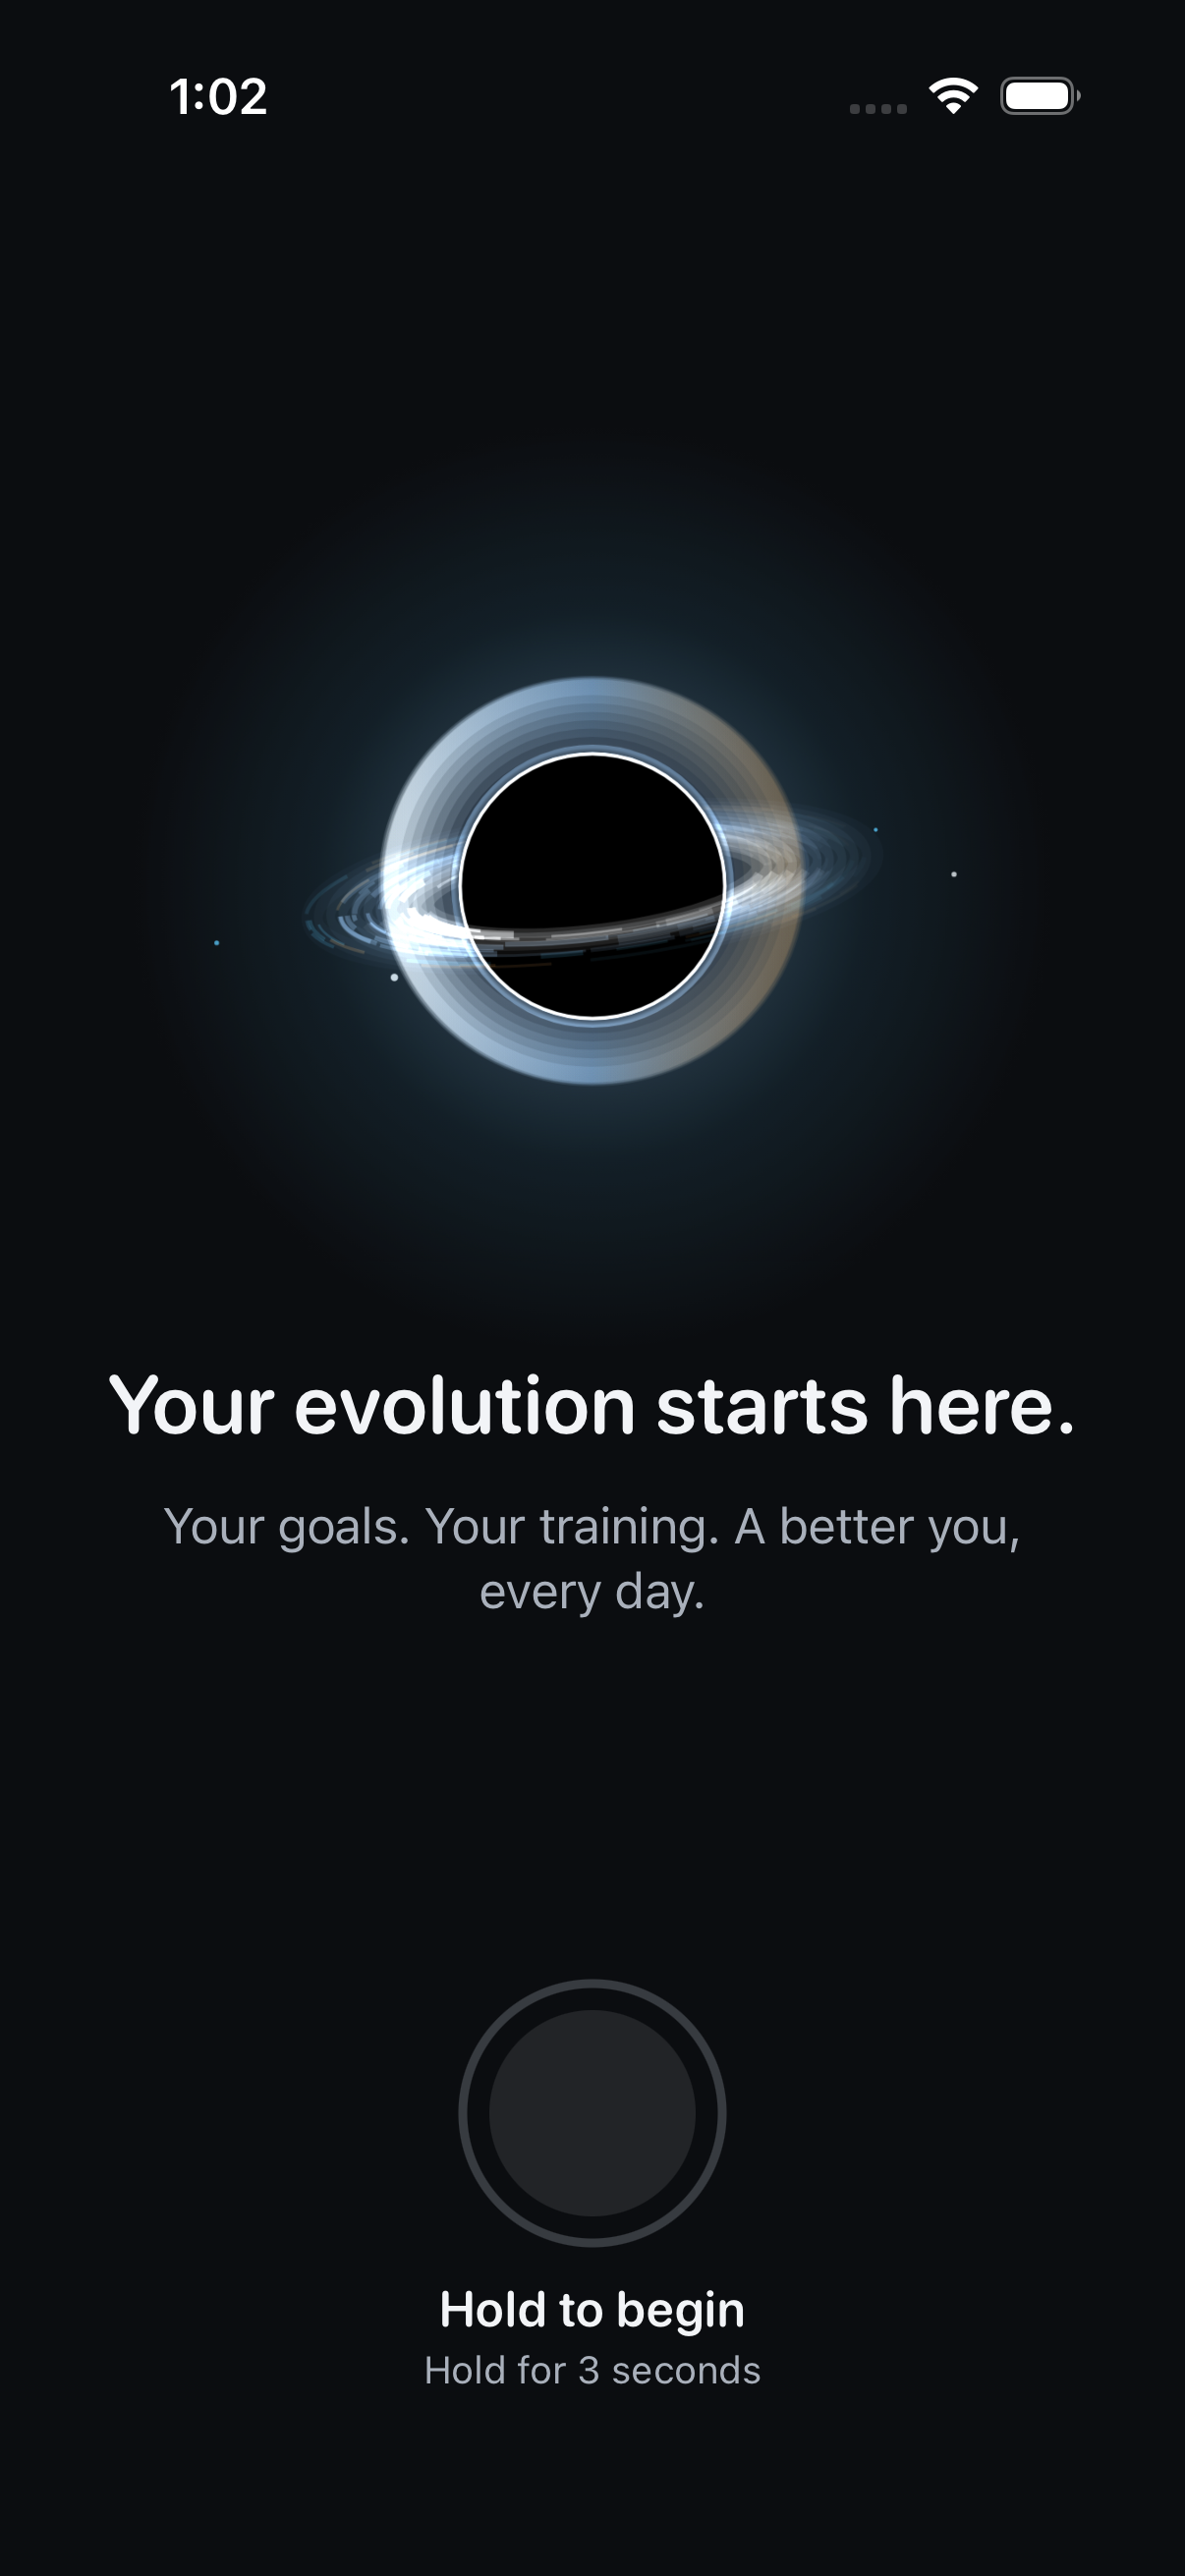 1:02
Your evolution starts here.
Your goals. Your training. A better you,
every day.
Hold to begin
Hold for 3 seconds